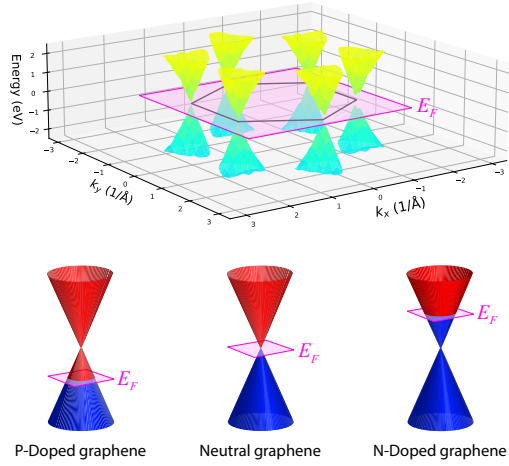 Energy (eV)
2
1
0
−1
−2
E_F
−3
−2
−1
0
1
2
3
k_y (1/Å)
3
2
1
0
−1
−2
−3
k_x (1/Å)
E_F
E_F
E_F
P-Doped graphene
Neutral graphene
N-Doped graphene